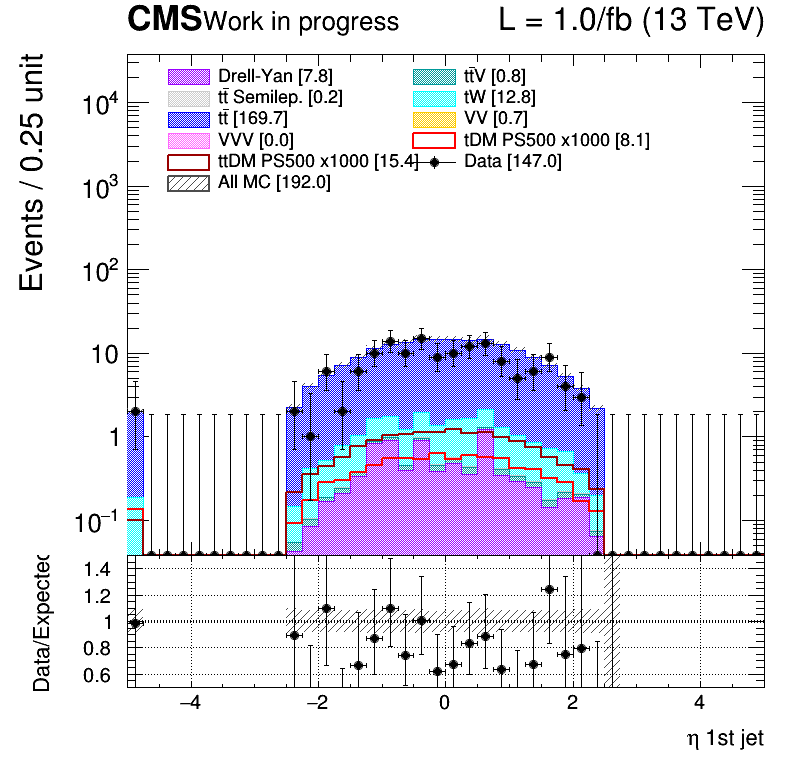 CMS Work in progress L = 1.0/fb (13 TeV)
Drell-Yan [7.8] tt̄V [0.8]
tt̄ Semilep. [0.2] tW [12.8]
tt̄ [169.7] VV [0.7]
VVV [0.0] tDM PS500 x1000 [8.1]
ttDM PS500 x1000 [15.4] Data [147.0]
All MC [192.0]
Events / 0.25 unit
10⁴
10³
10²
10
1
10⁻¹
Data/Expected
1.4
1.2
1
0.8
0.6
−4 −2 0 2 4
η 1st jet